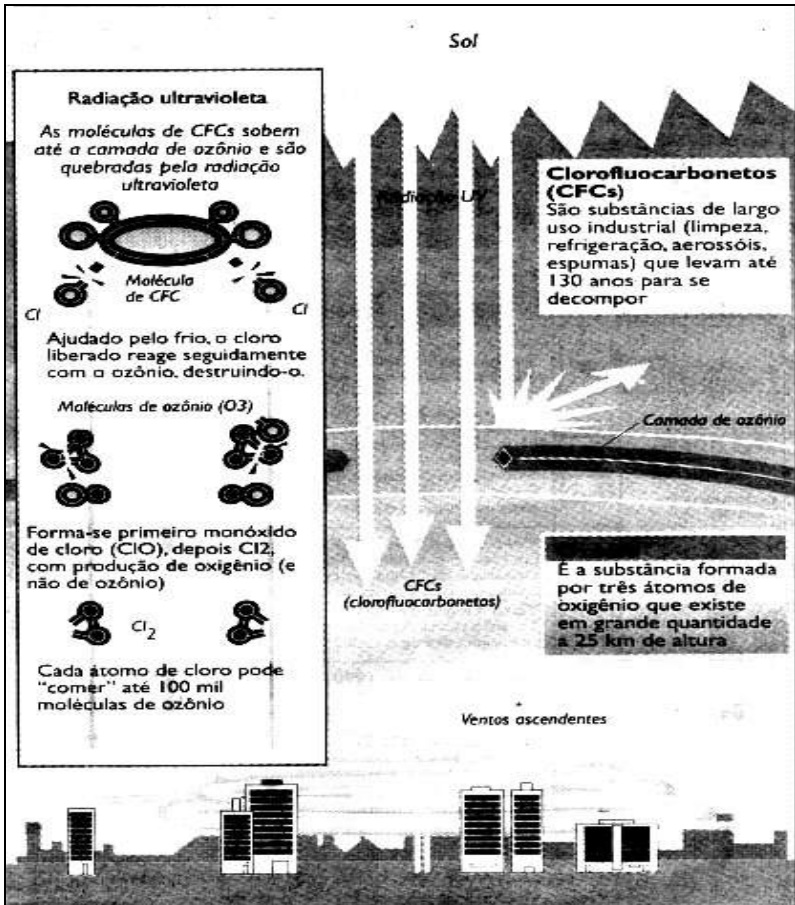 Sol
Radiação ultravioleta
As moléculas de CFCs sobem
até a camada de ozônio e são
quebradas pela radiação
ultravioleta
Molécula
de CFC
Cl
Cl
Ajudado pelo frio, o cloro
liberado reage seguidamente
com o ozônio, destruindo-o.
Moléculas de ozônio (O3)
Forma-se primeiro monóxido
de cloro (ClO), depois Cl2,
com produção de oxigênio (e
não de ozônio)
Cl2
Cada átomo de cloro pode
"comer" até 100 mil
moléculas de ozônio
Radiação UV
Clorofluocarbonetos
(CFCs)
São substâncias de largo
uso industrial (limpeza,
refrigeração, aerossóis,
espumas) que levam até
130 anos para se
decompor
Camada de ozônio
É a substância formada
por três átomos de
oxigênio que existe
em grande quantidade
a 25 km de altura
CFCs
(clorofluocarbonetos)
Ventos ascendentes